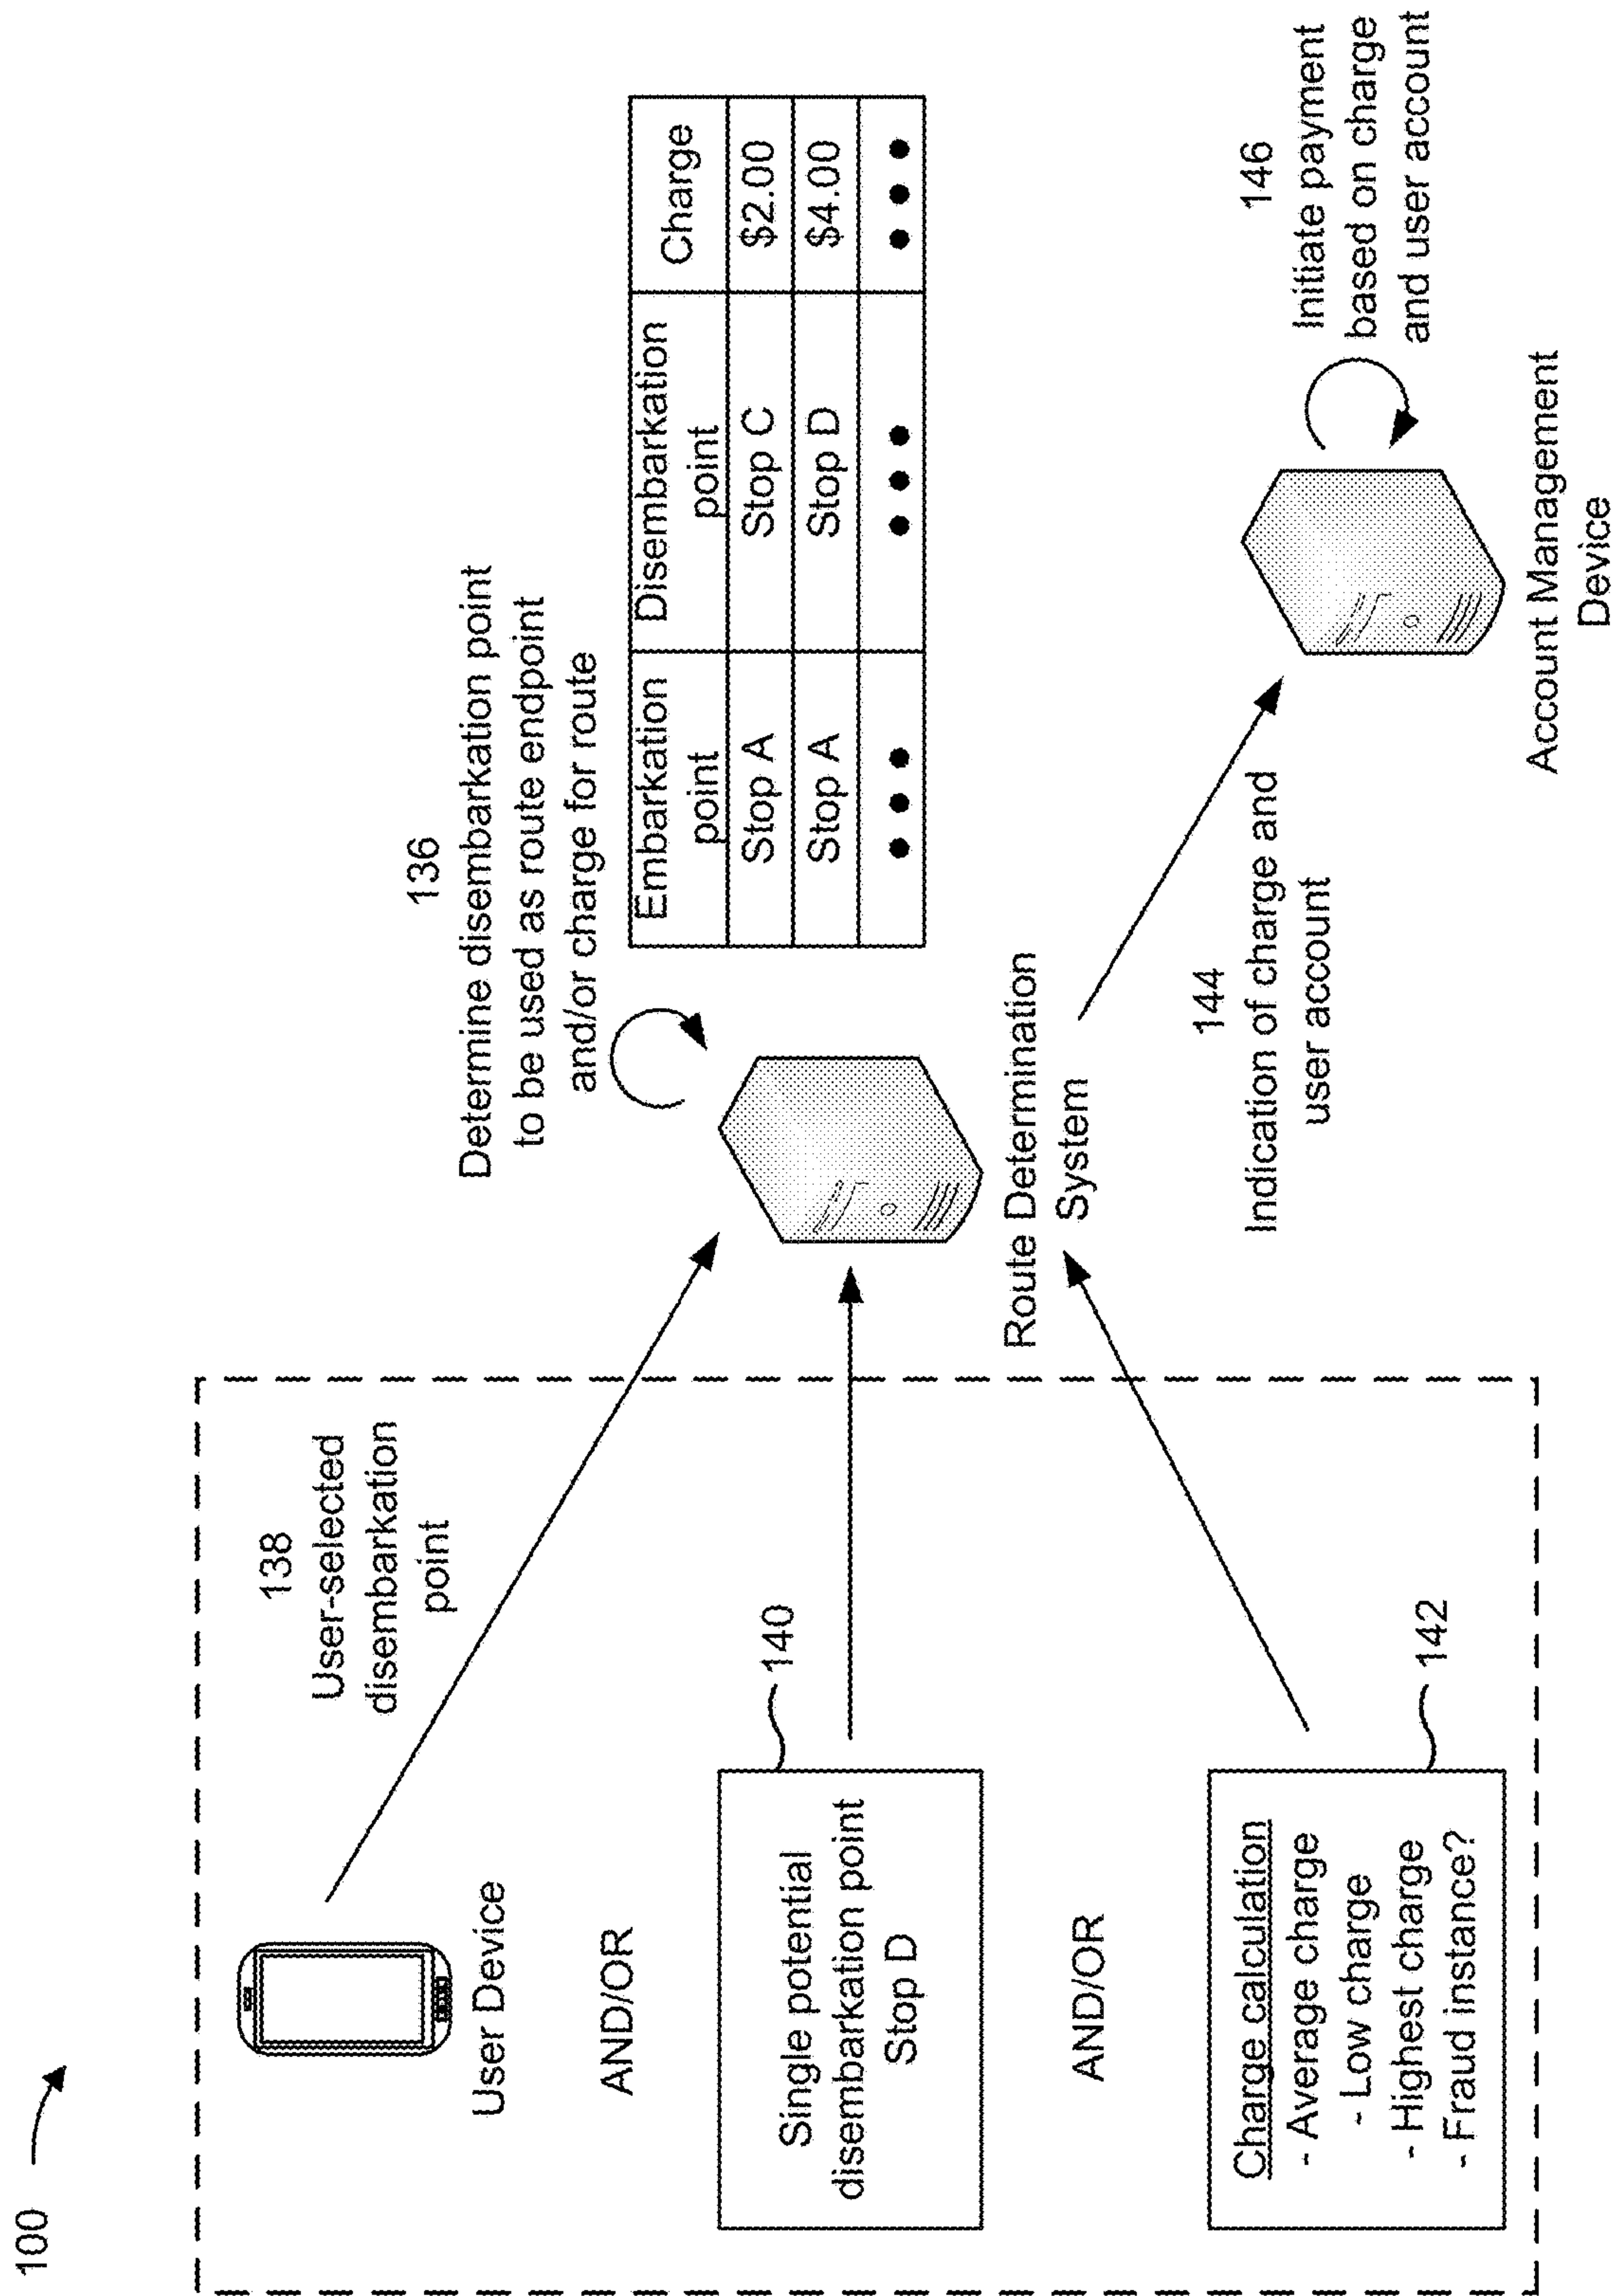 100
138
User-selected
disembarkation
point
User Device
AND/OR
Single potential
disembarkation point
Stop D
140
AND/OR
Charge calculation
- Average charge
- Low charge
- Highest charge
- Fraud instance?
142
136
Determine disembarkation point
to be used as route endpoint
and/or charge for route
Route Determination
System
Embarkation point Disembarkation point Charge
Stop A Stop C $2.00
Stop A Stop D $4.00
144
Indication of charge and
user account
146
Initiate payment
based on charge
and user account
Account Management
Device